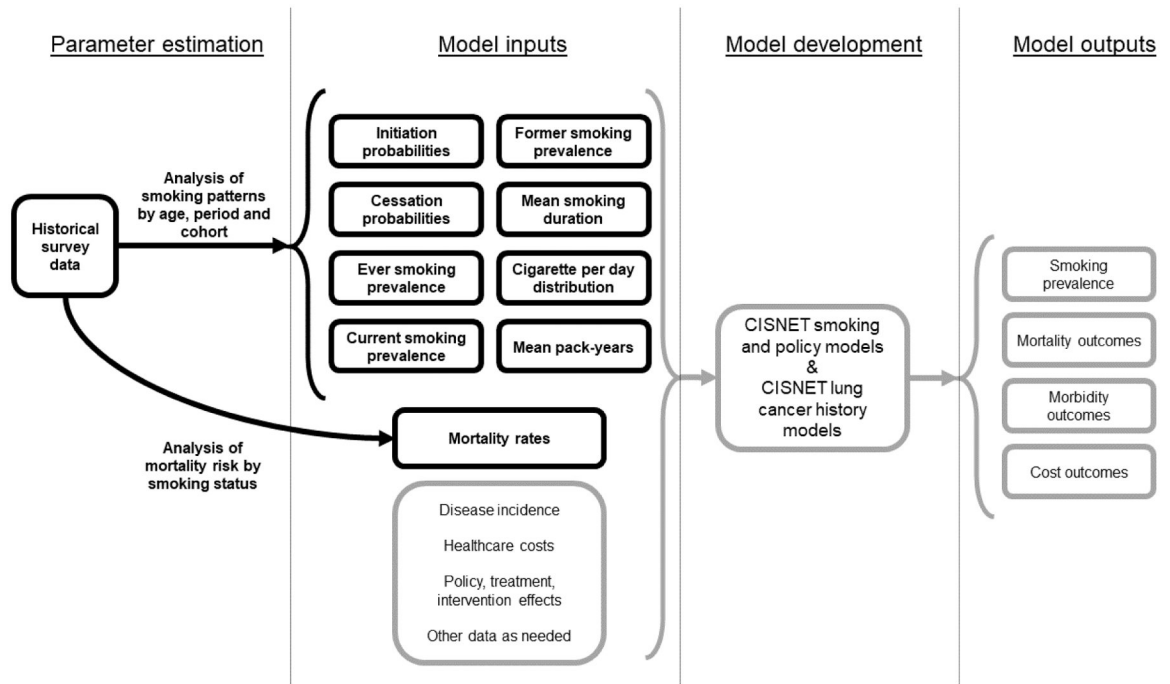 Parameter estimation
Model inputs
Model development
Model outputs
Historical
survey
data
Analysis of
smoking patterns
by age, period and
cohort
Analysis of
mortality risk by
smoking status
Initiation
probabilities
Former smoking
prevalence
Cessation
probabilities
Mean smoking
duration
Ever smoking
prevalence
Cigarette per day
distribution
Current smoking
prevalence
Mean pack-years
Mortality rates
Disease incidence
Healthcare costs
Policy, treatment,
intervention effects
Other data as needed
CISNET smoking
and policy models
&
CISNET lung
cancer history
models
Smoking
prevalence
Mortality outcomes
Morbidity
outcomes
Cost outcomes